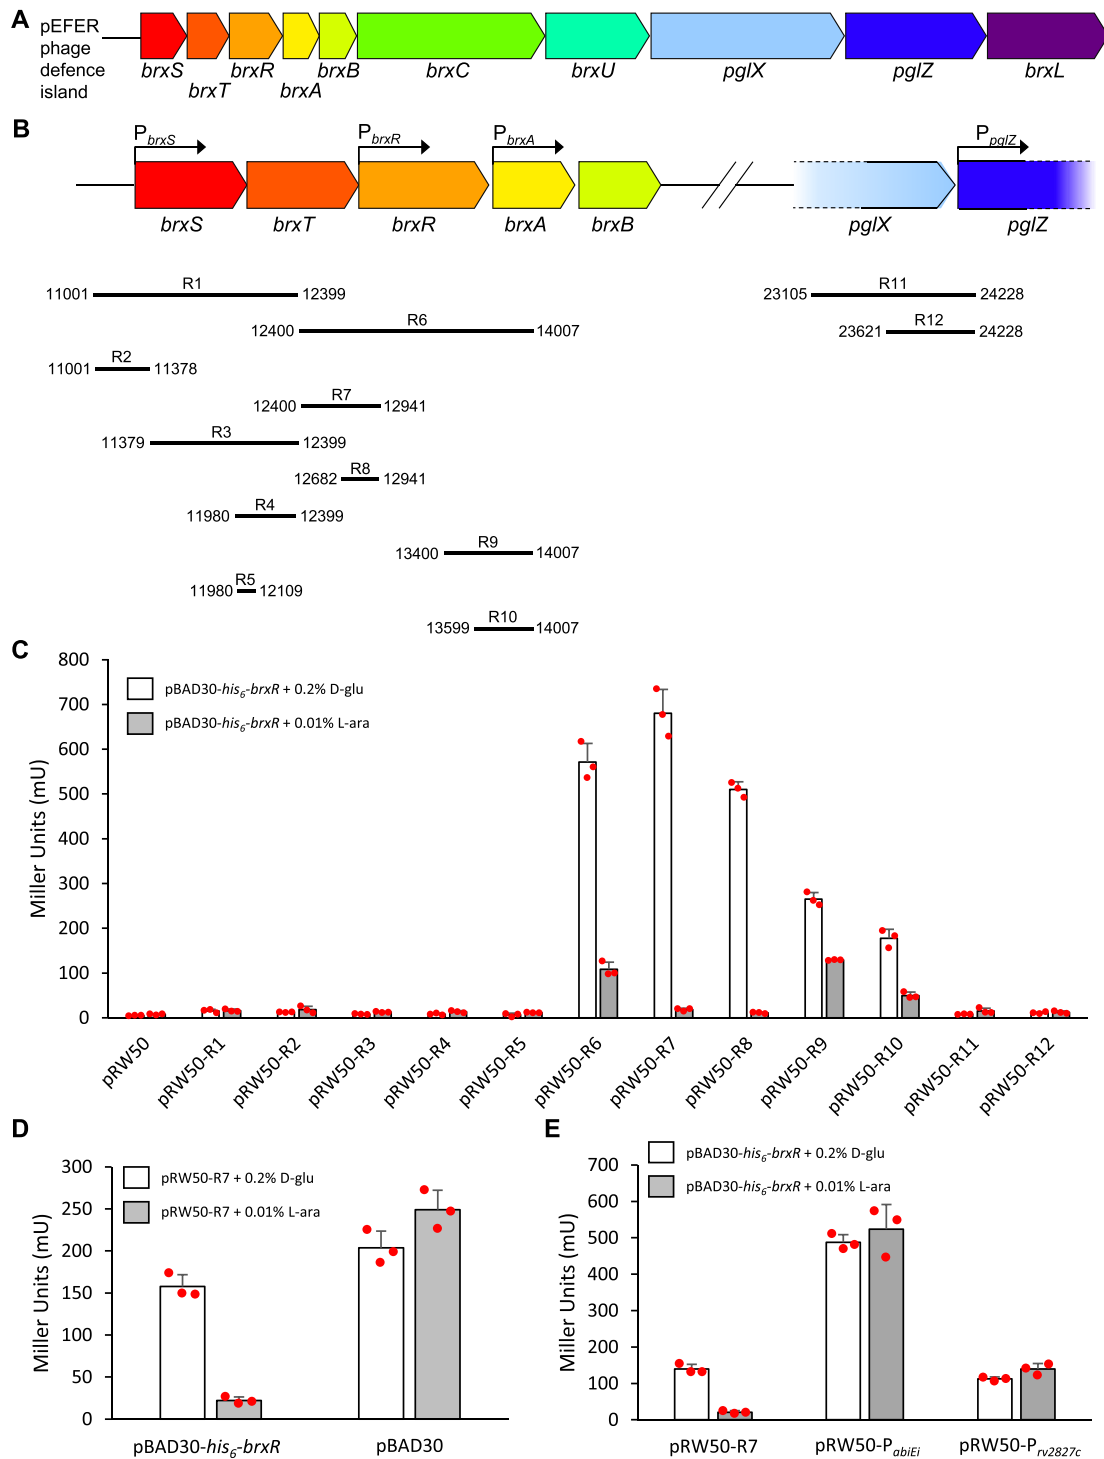 A
pEFER
phage
defence
island
brxS
brxT
brxR
brxA
brxB
brxC
brxU
pglX
pglZ
brxL
B
PbrxS
PbrxR
PbrxA
PpglZ
brxS
brxT
brxR
brxA
brxB
pglX
pglZ
11001 R1 12399
23105 R11 24228
12400 R6 14007
23621 R12 24228
11001 R2 11378
12400 R7 12941
11379 R3 12399
12682 R8 12941
11980 R4 12399
13400 R9 14007
11980 R5 12109
13599 R10 14007
C
Miller Units (mU)
800
700
600
500
400
300
200
100
0
pBAD30-his6-brxR + 0.2% D-glu
pBAD30-his6-brxR + 0.01% L-ara
pRW50
pRW50-R1
pRW50-R2
pRW50-R3
pRW50-R4
pRW50-R5
pRW50-R6
pRW50-R7
pRW50-R8
pRW50-R9
pRW50-R10
pRW50-R11
pRW50-R12
D
Miller Units (mU)
300
250
200
150
100
50
0
pRW50-R7 + 0.2% D-glu
pRW50-R7 + 0.01% L-ara
pBAD30-his6-brxR
pBAD30
E
Miller Units (mU)
700
600
500
400
300
200
100
0
pBAD30-his6-brxR + 0.2% D-glu
pBAD30-his6-brxR + 0.01% L-ara
pRW50-R7
pRW50-PabiEi
pRW50-Prv2827c